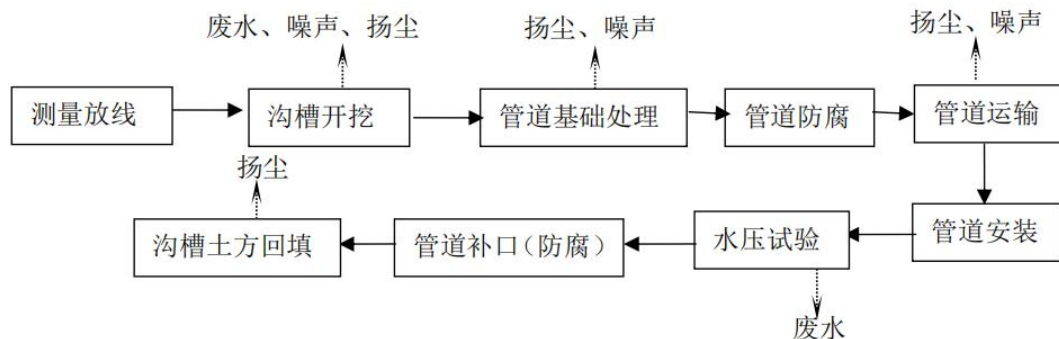 废水、噪声、扬尘
扬尘、噪声
扬尘、噪声
测量放线
沟槽开挖
管道基础处理
管道防腐
管道运输
扬尘
沟槽土方回填
管道补口(防腐)
水压试验
管道安装
废水